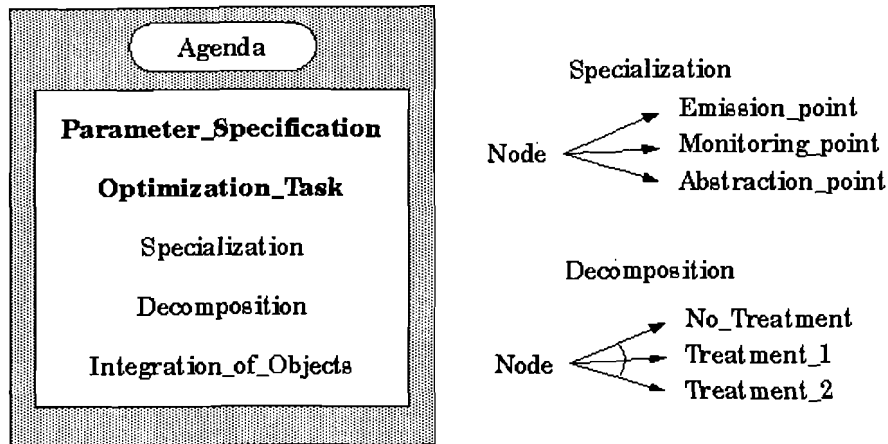 Agenda
Parameter_Specification
Optimization_Task
Specialization
Decomposition
Integration_of_Objects
Specialization
Node
Emission_point
Monitoring_point
Abstraction_point
Decomposition
Node
No_Treatment
Treatment_1
Treatment_2